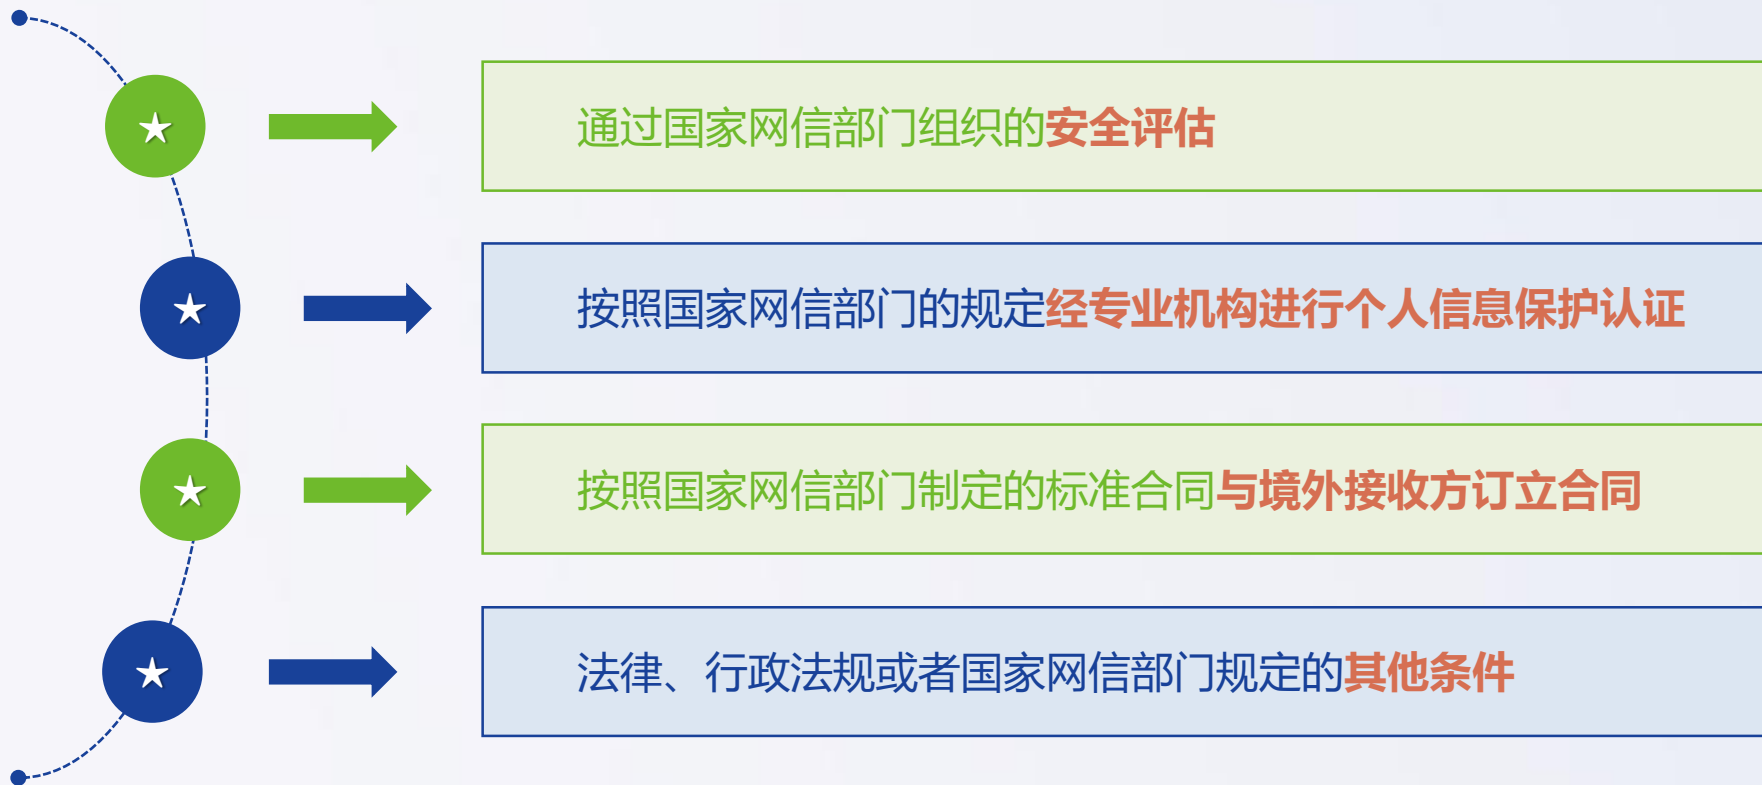 通过国家网信部门组织的安全评估
按照国家网信部门的规定经专业机构进行个人信息保护认证
按照国家网信部门制定的标准合同与境外接收方订立合同
法律、行政法规或者国家网信部门规定的其他条件